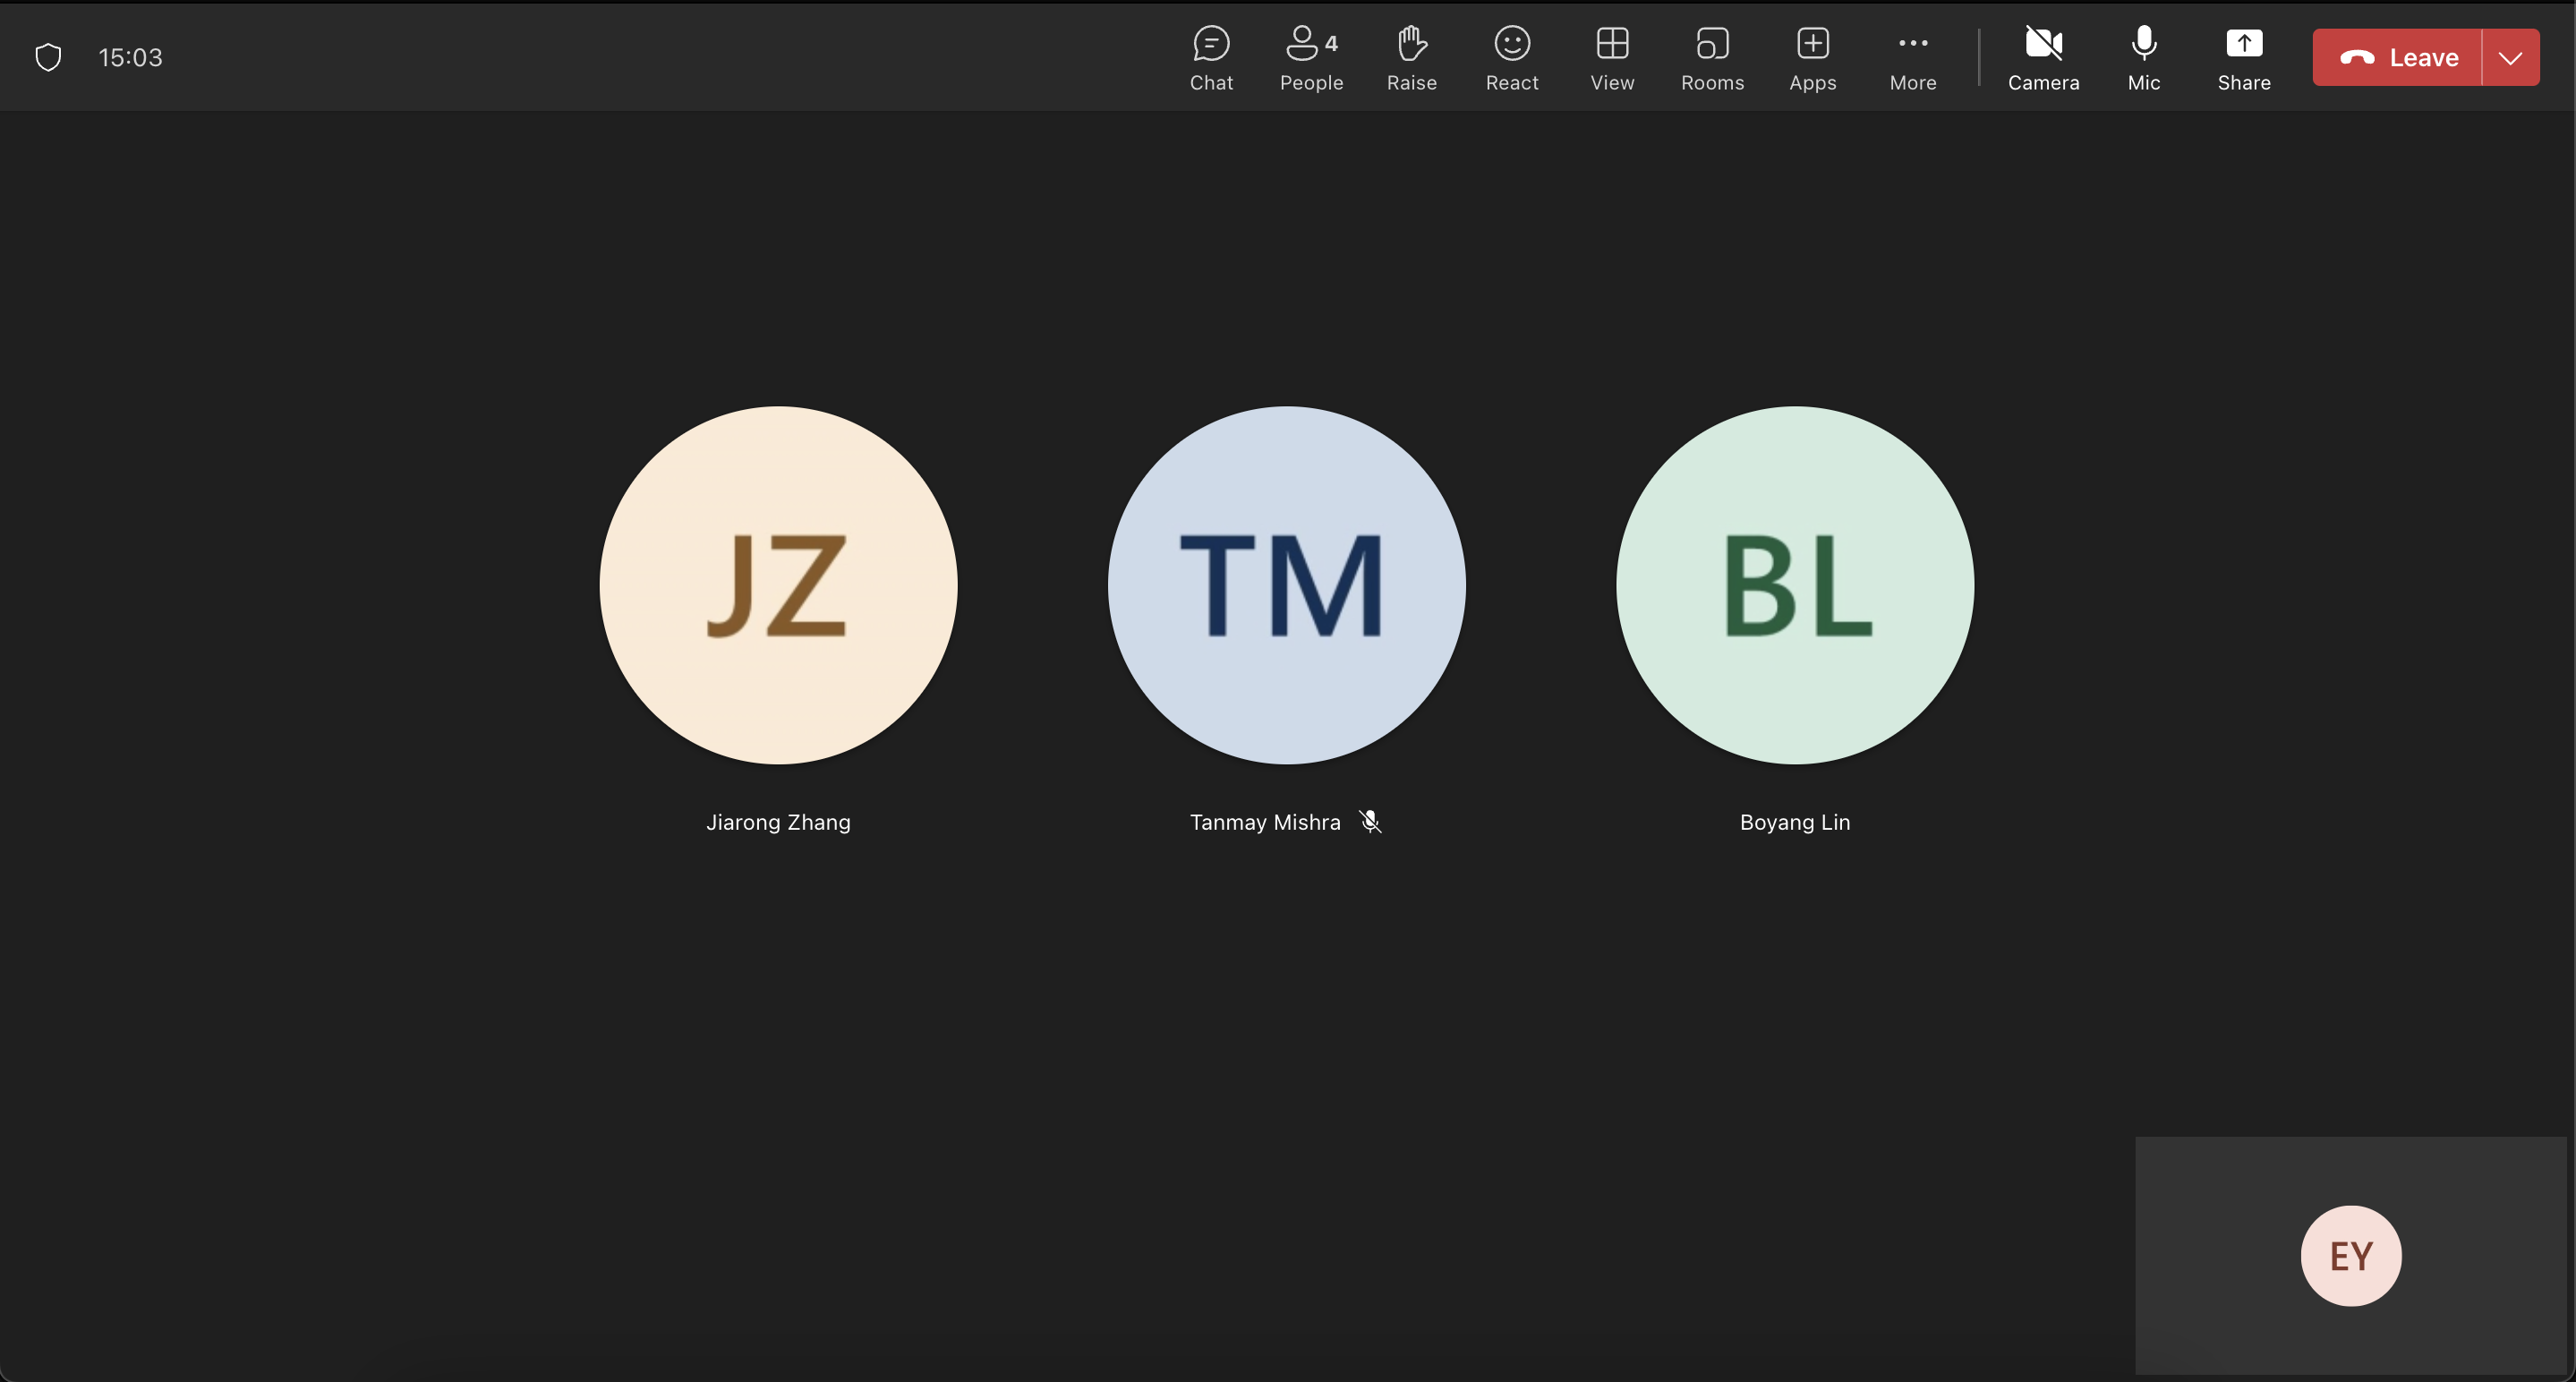 15:03
4
Chat People Raise React View Rooms Apps More Camera Mic Share Leave
JZ TM BL
Jiarong Zhang Tanmay Mishra Boyang Lin
EY